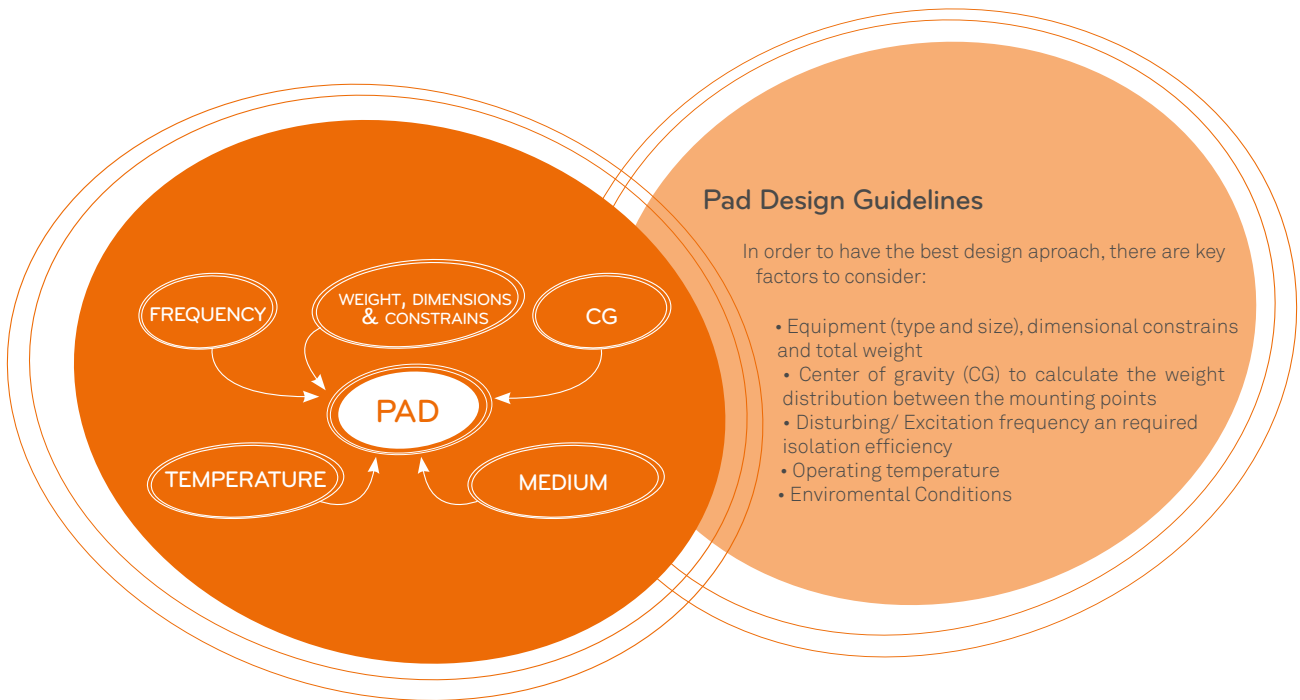 FREQUENCY
WEIGHT, DIMENSIONS
& CONSTRAINS
CG
PAD
TEMPERATURE
MEDIUM
Pad Design Guidelines
In order to have the best design aproach, there are key
factors to consider:
• Equipment (type and size), dimensional constrains
and total weight
• Center of gravity (CG) to calculate the weight
distribution between the mounting points
• Disturbing/ Excitation frequency an required
isolation efficiency
• Operating temperature
• Enviromental Conditions